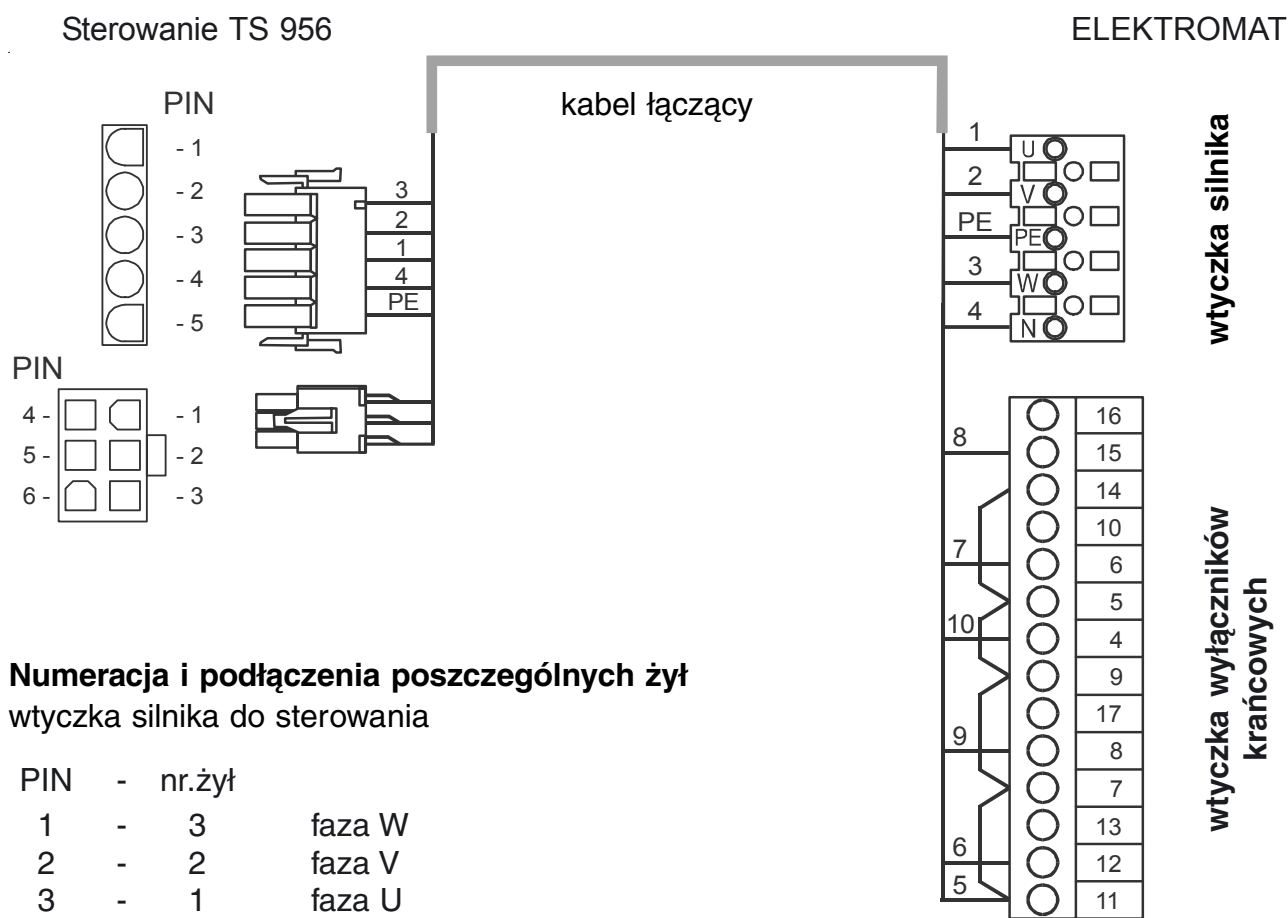 Sterowanie TS 956
ELEKTROMAT
kabel łączący
PIN
- 1
- 2
- 3
- 4
- 5
3
2
1
4
PE
PIN
4 -
- 1
5 -
- 2
6 -
- 3
1
U
2
V
PE
PE
3
W
4
N
wtyczka silnika
16
8
15
14
10
7
6
5
10
4
9
17
9
8
7
13
6
12
5
11
wtyczka wyłączników
krańcowych
Numeracja i podłączenia poszczególnych żył
wtyczka silnika do sterowania
PIN - nr.żył
1 - 3 faza W
2 - 2 faza V
3 - 1 faza U